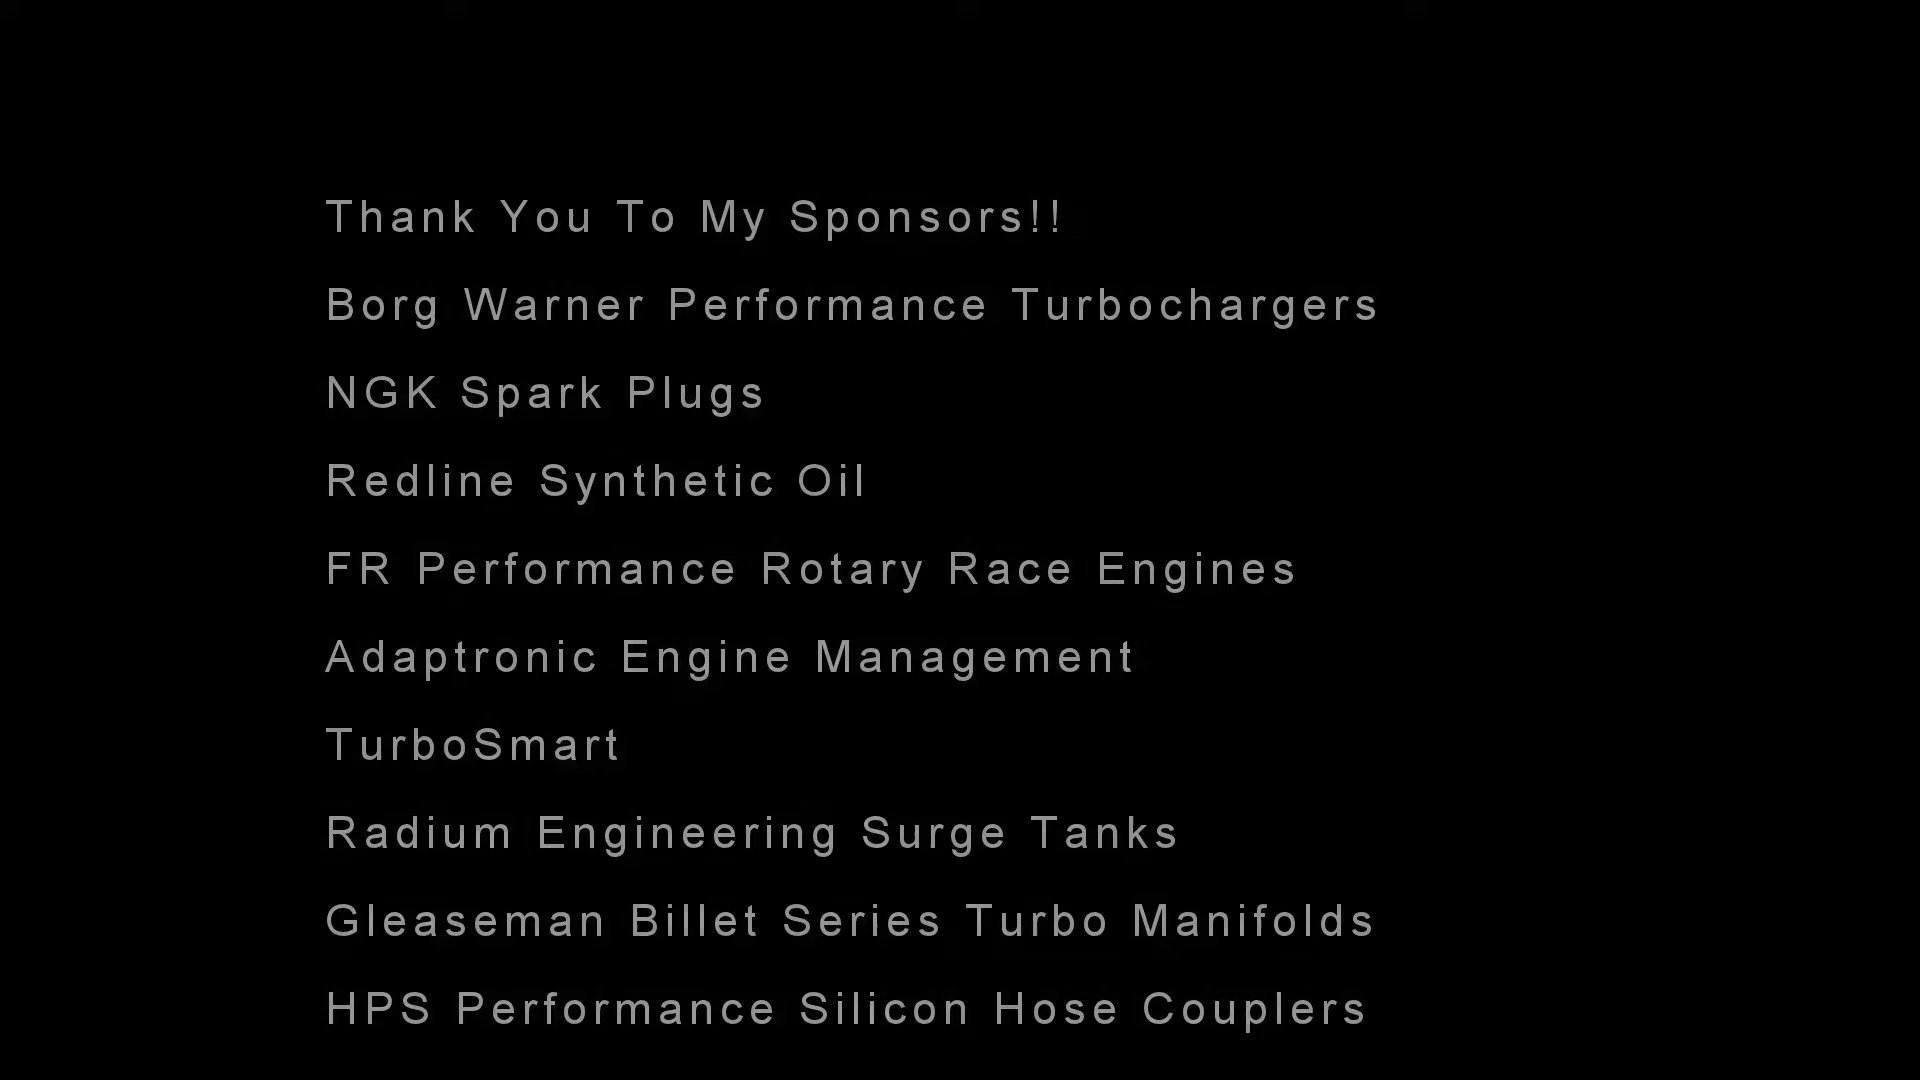 Thank You To My Sponsors!!
Borg Warner Performance Turbochargers
NGK Spark Plugs
Redline Synthetic Oil
FR Performance Rotary Race Engines
Adaptronic Engine Management
TurboSmart
Radium Engineering Surge Tanks
Gleaseman Billet Series Turbo Manifolds
HPS Performance Silicon Hose Couplers